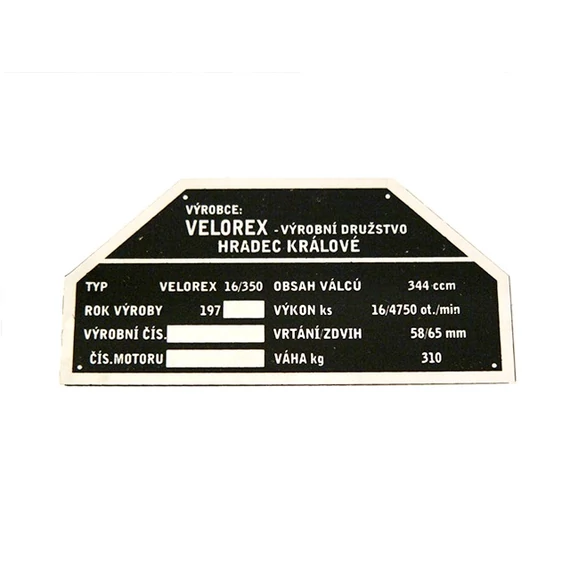 VÝROBCE:
VELOREX - VÝROBNÍ DRUŽSTVO
HRADEC KRÁLOVÉ
TYP VELOREX 16/350 OBSAH VÁLCÚ 344 ccm
ROK VÝROBY 197 VÝKON ks 16/4750 ot./min
VÝROBNÍ ČÍS. VRTÁNÍ/ZDVIH 58/65 mm
ČÍS.MOTORU VÁHA kg 310